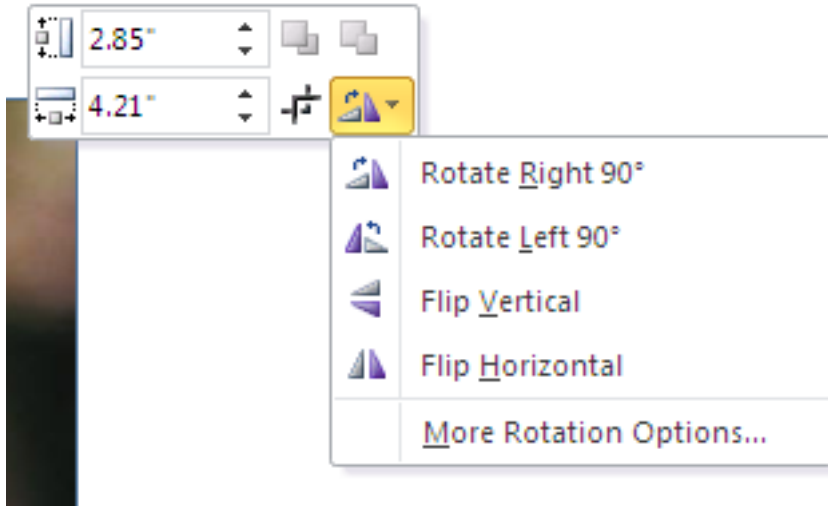 2.85"
4.21"
Rotate Right 90°
Rotate Left 90°
Flip Vertical
Flip Horizontal
More Rotation Options...